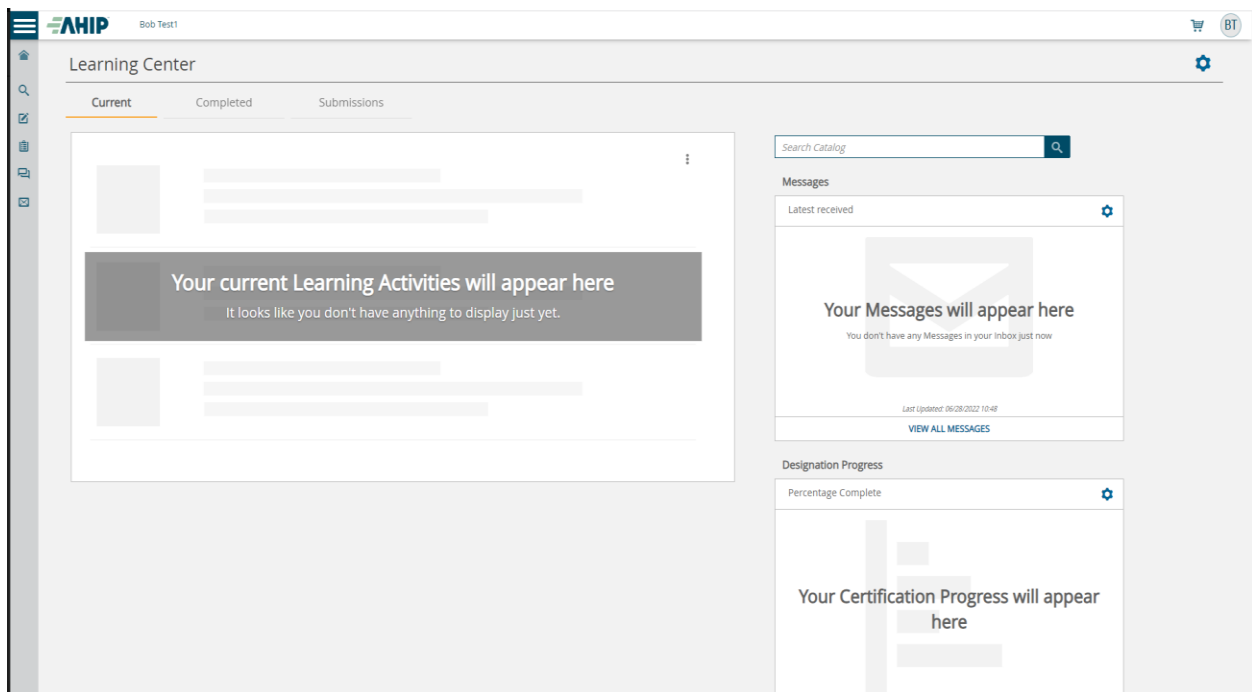 AHIP
Bob Test1
BT
Learning Center
Current
Completed
Submissions
Your current Learning Activities will appear here
It looks like you don't have anything to display just yet.
Search Catalog
Messages
Latest received
Your Messages will appear here
You don't have any Messages in your Inbox just now
Last Updated: 06/28/2022 10:48
VIEW ALL MESSAGES
Designation Progress
Percentage Complete
Your Certification Progress will appear
here